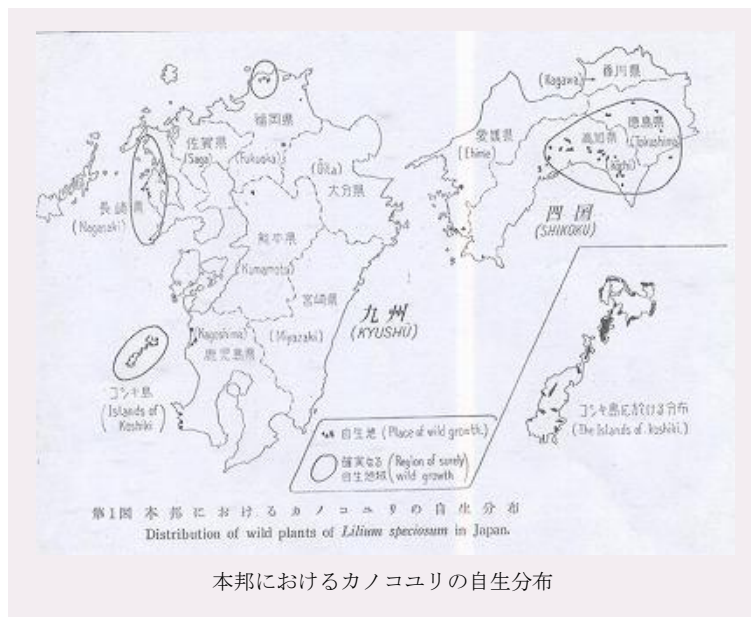 香川県
(Kagawa)
福岡県
(Fukuoka)
佐賀県
(Saga)
愛媛県
(Ehime)
高知県
(Kōchi)
徳島県
(Tokushima)
(Ōita)
大分県
長崎県
(Nagasaki)
四国
(SHIKOKU)
熊本県
(Kumamoto)
宮崎県
(Miyazaki)
九州
(KYUSHŪ)
(Kagoshima)
鹿児島県
コシキ島
(Islands of
Koshiki)
コシキ島に於ける分布
(The Islands of Koshiki.)
自生地 (Place of wild growth.)
確実なる (Region of surely
自生地域 wild growth)
第1図 本邦におけるカノコユリの自生分布
Distribution of wild plants of Lilium speciosum in Japan.
本邦におけるカノコユリの自生分布